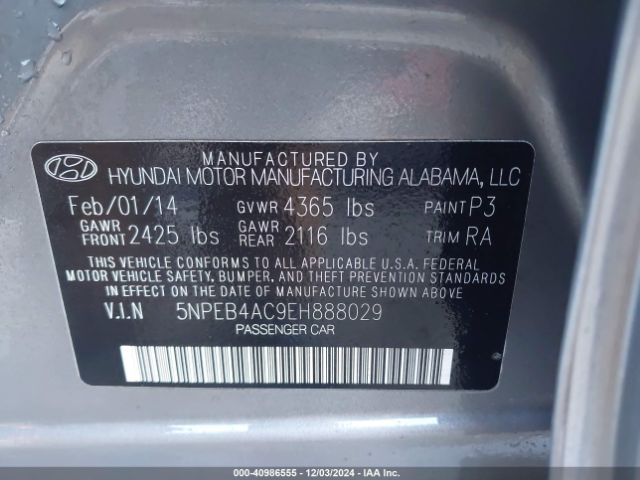 MANUFACTURED BY
HYUNDAI MOTOR MANUFACTURING ALABAMA, LLC
Feb/01/14 GVWR 4365 lbs PAINT P3
GAWR FRONT 2425 lbs GAWR REAR 2116 lbs TRIM RA
THIS VEHICLE CONFORMS TO ALL APPLICABLE U.S.A. FEDERAL
MOTOR VEHICLE SAFETY, BUMPER, AND THEFT PREVENTION STANDARDS
IN EFFECT ON THE DATE OF MANUFACTURE SHOWN ABOVE.
V.I.N 5NPEB4AC9EH888029
PASSENGER CAR
000-40986555 - 12/03/2024 - IAAI.COM